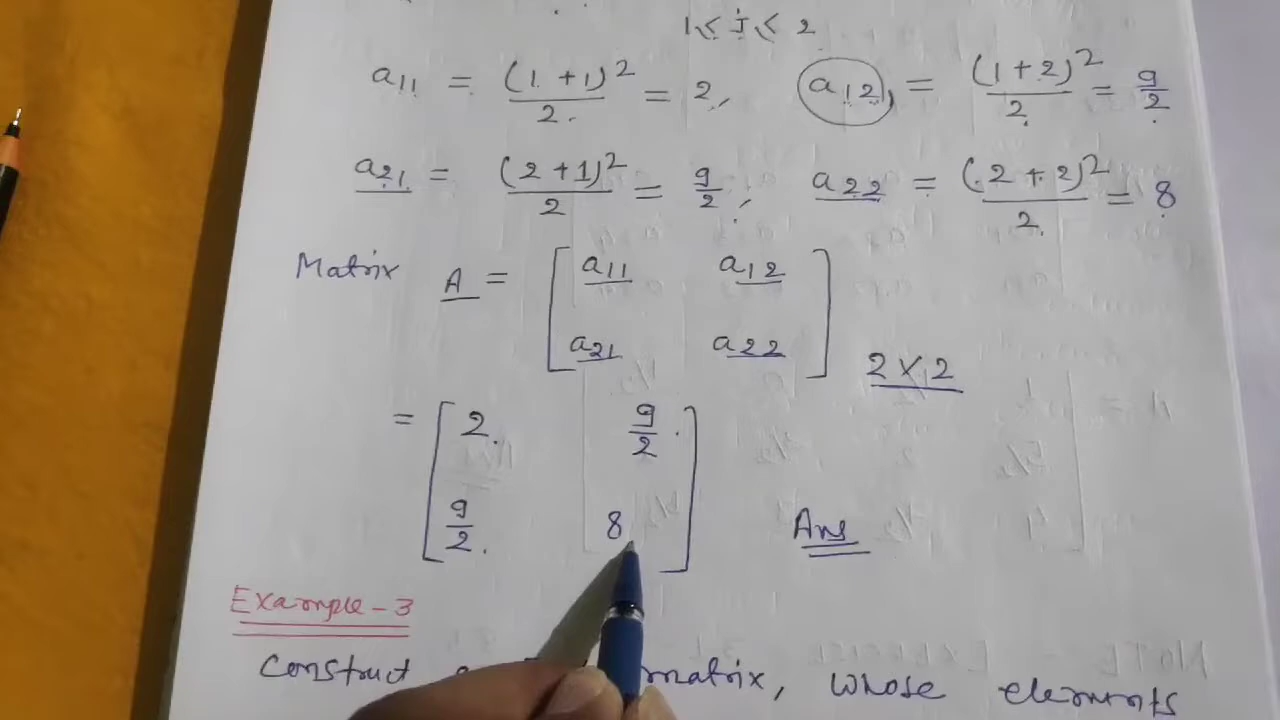 1 ≤ j ≤ 2
a11 = (1+1)²/2 = 2, a12, = (1+2)²/2 = 9/2
a21 = (2+1)²/2 = 9/2; a22 = (2+2)²/2 = 8
Matrix A = [a11 a12
a21 a22] 2×2
= [2 9/2
9/2 8] Ans
Example-3
Construct a matrix, whose elements